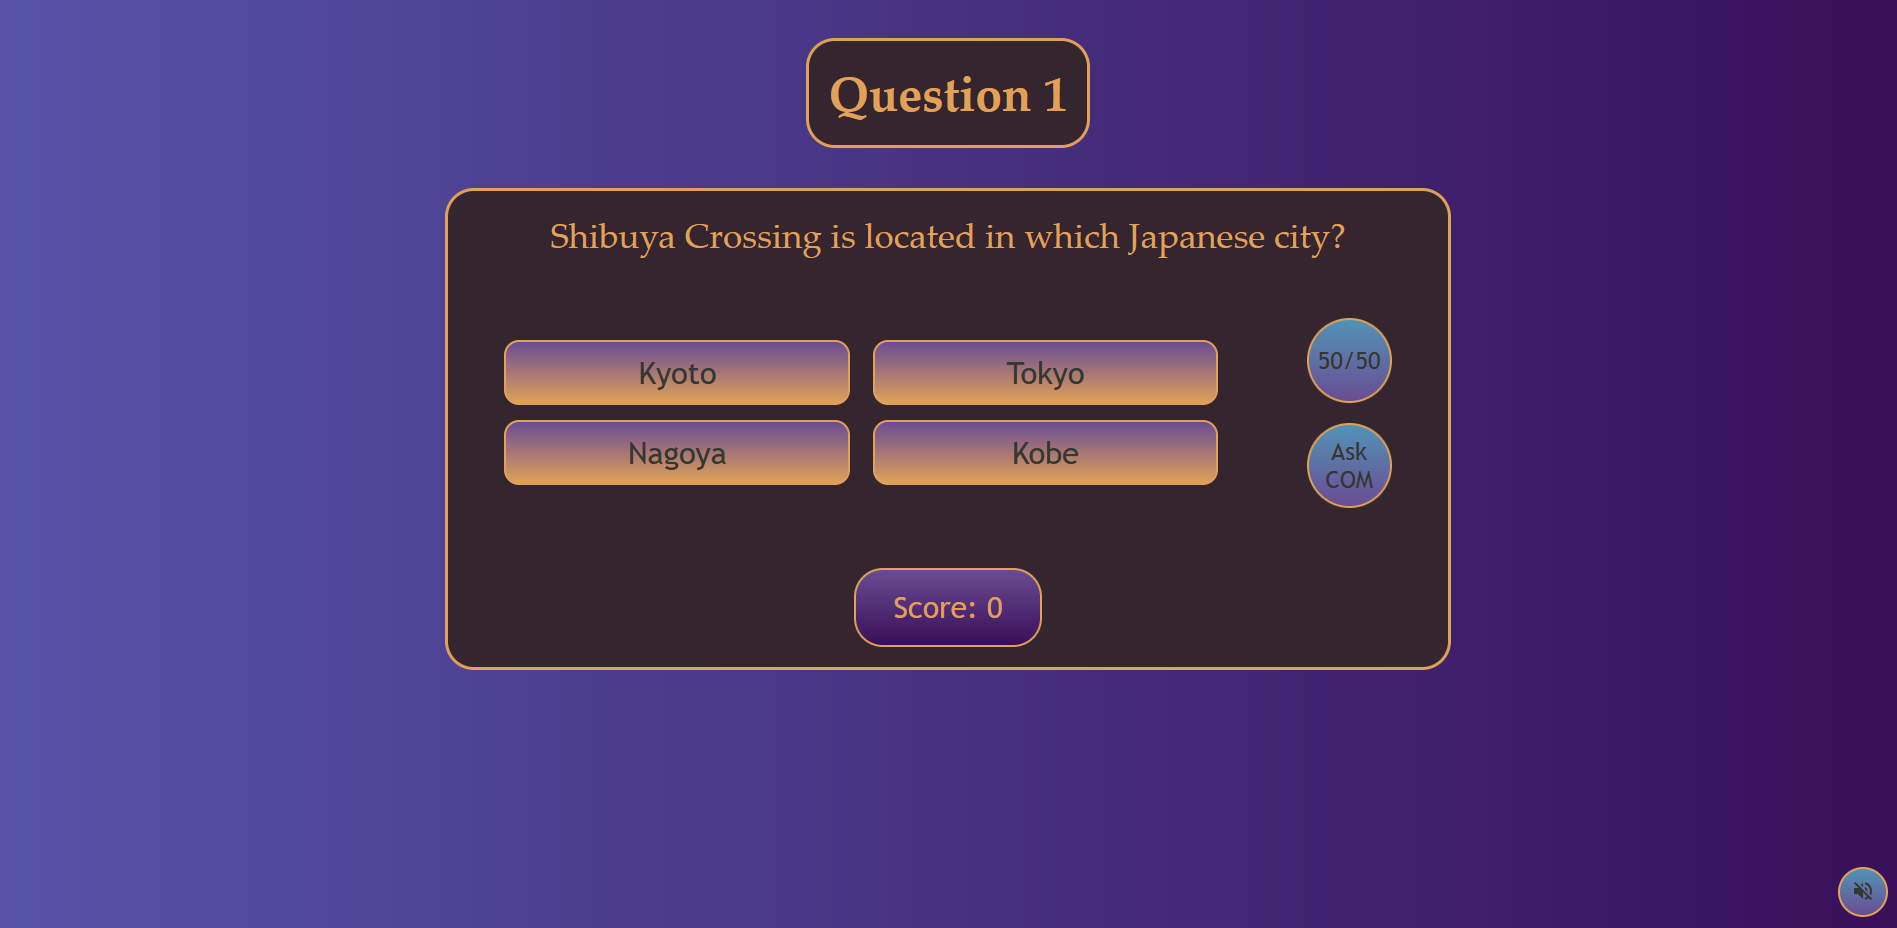 Question 1
Shibuya Crossing is located in which Japanese city?
Kyoto
Tokyo
50/50
Nagoya
Kobe
Ask
COM
Score: 0